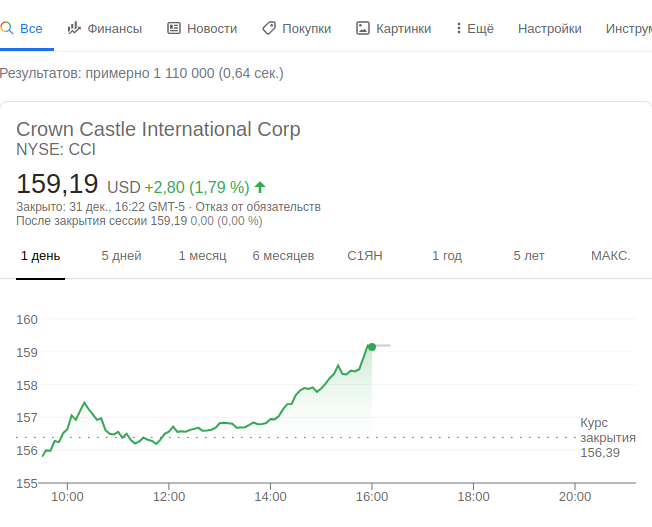 Все Финансы Новости Покупки Картинки Ещё Настройки Инструм
Результатов: примерно 1 110 000 (0,64 сек.)
Crown Castle International Corp
NYSE: CCI
159,19 USD +2,80 (1,79 %)
Закрыто: 31 дек., 16:22 GMT-5 · Отказ от обязательств
После закрытия сессии 159,19 0,00 (0,00 %)
1 день 5 дней 1 месяц 6 месяцев С1ЯН 1 год 5 лет МАКС.
160
159
158
157
156
155
Курс
закрытия
156,39
10:00 12:00 14:00 16:00 18:00 20:00